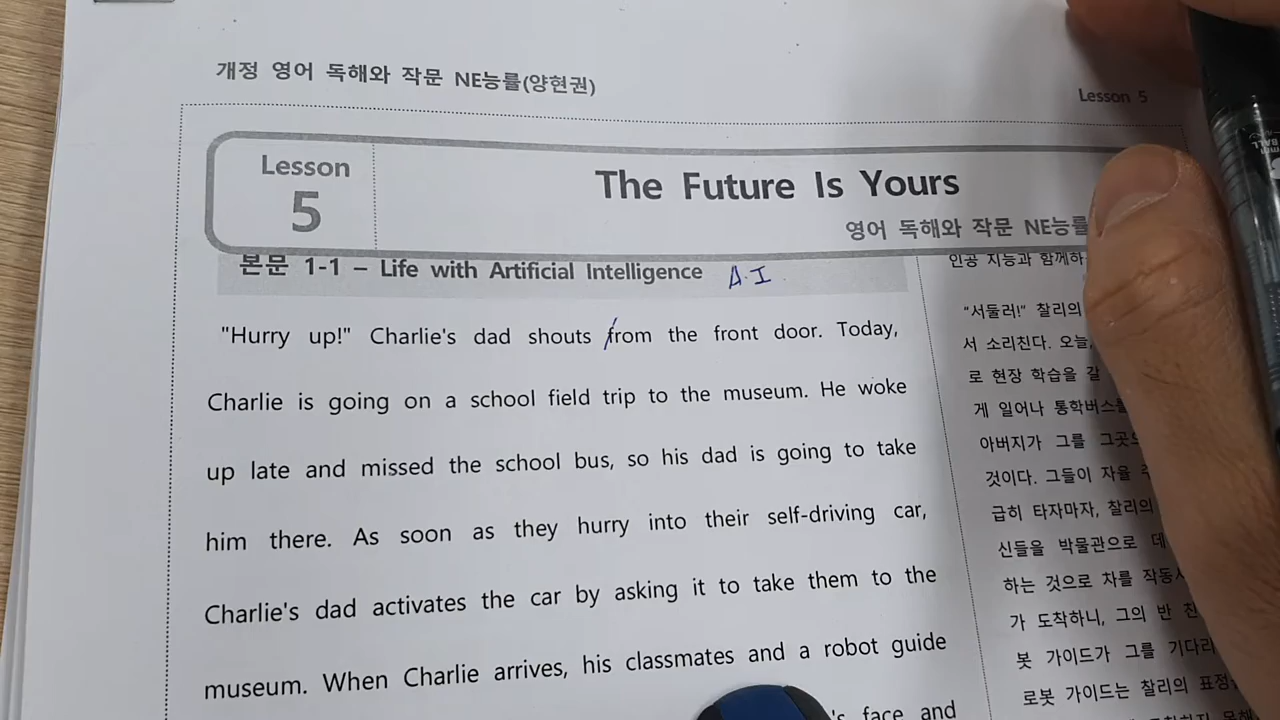 개정 영어 독해와 작문 NE능률(양현권)
Lesson 5
Lesson
5
The Future Is Yours
영어 독해와 작문 NE능률
본문 1-1 – Life with Artificial Intelligence A.I
"Hurry up!" Charlie's dad shouts from the front door. Today,
Charlie is going on a school field trip to the museum. He woke
up late and missed the school bus, so his dad is going to take
him there. As soon as they hurry into their self-driving car,
Charlie's dad activates the car by asking it to take them to the
museum. When Charlie arrives, his classmates and a robot guide
's face and
인공 지능과 함께하
"서둘러!" 찰리의
서 소리친다. 오늘,
로 현장 학습을 갈
게 일어나 통학버스를
아버지가 그를 그곳으
것이다. 그들이 자율
급히 타자마자, 찰리의
신들을 박물관으로 데
하는 것으로 차를 작동
가 도착하니, 그의 반 친
봇 가이드가 그를 기다리
로봇 가이드는 찰리의 표정